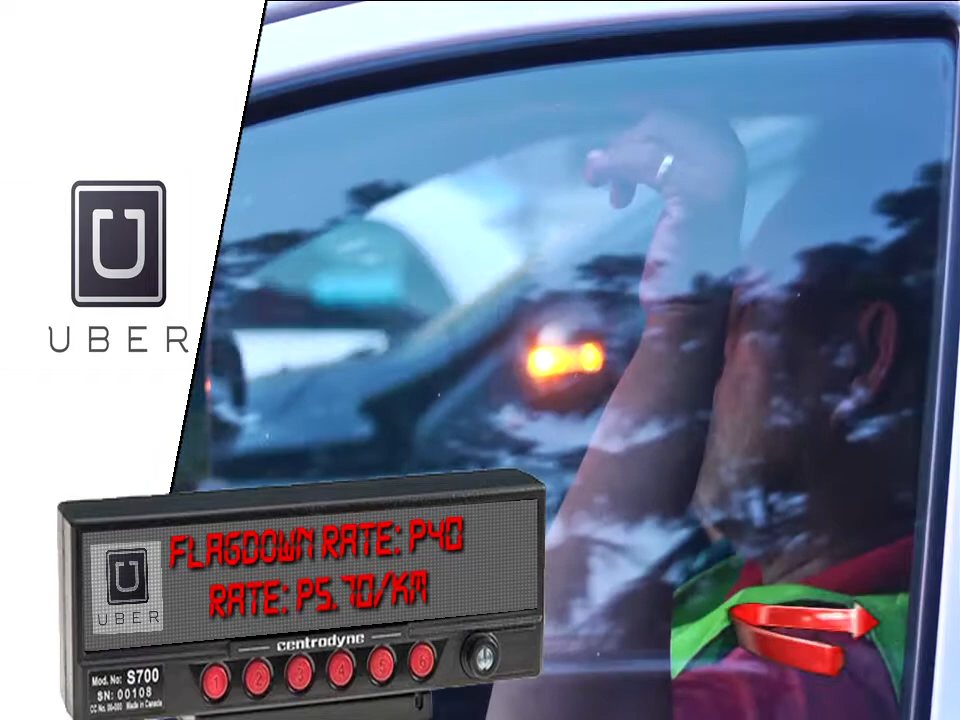 U
UBER
FLAGDOWN RATE: P40
RATE: P5.70/KM
U
UBER
centrodyne
1 2 3 4 5 6
Mod. No: S700
SN: 00108
Made in Canada